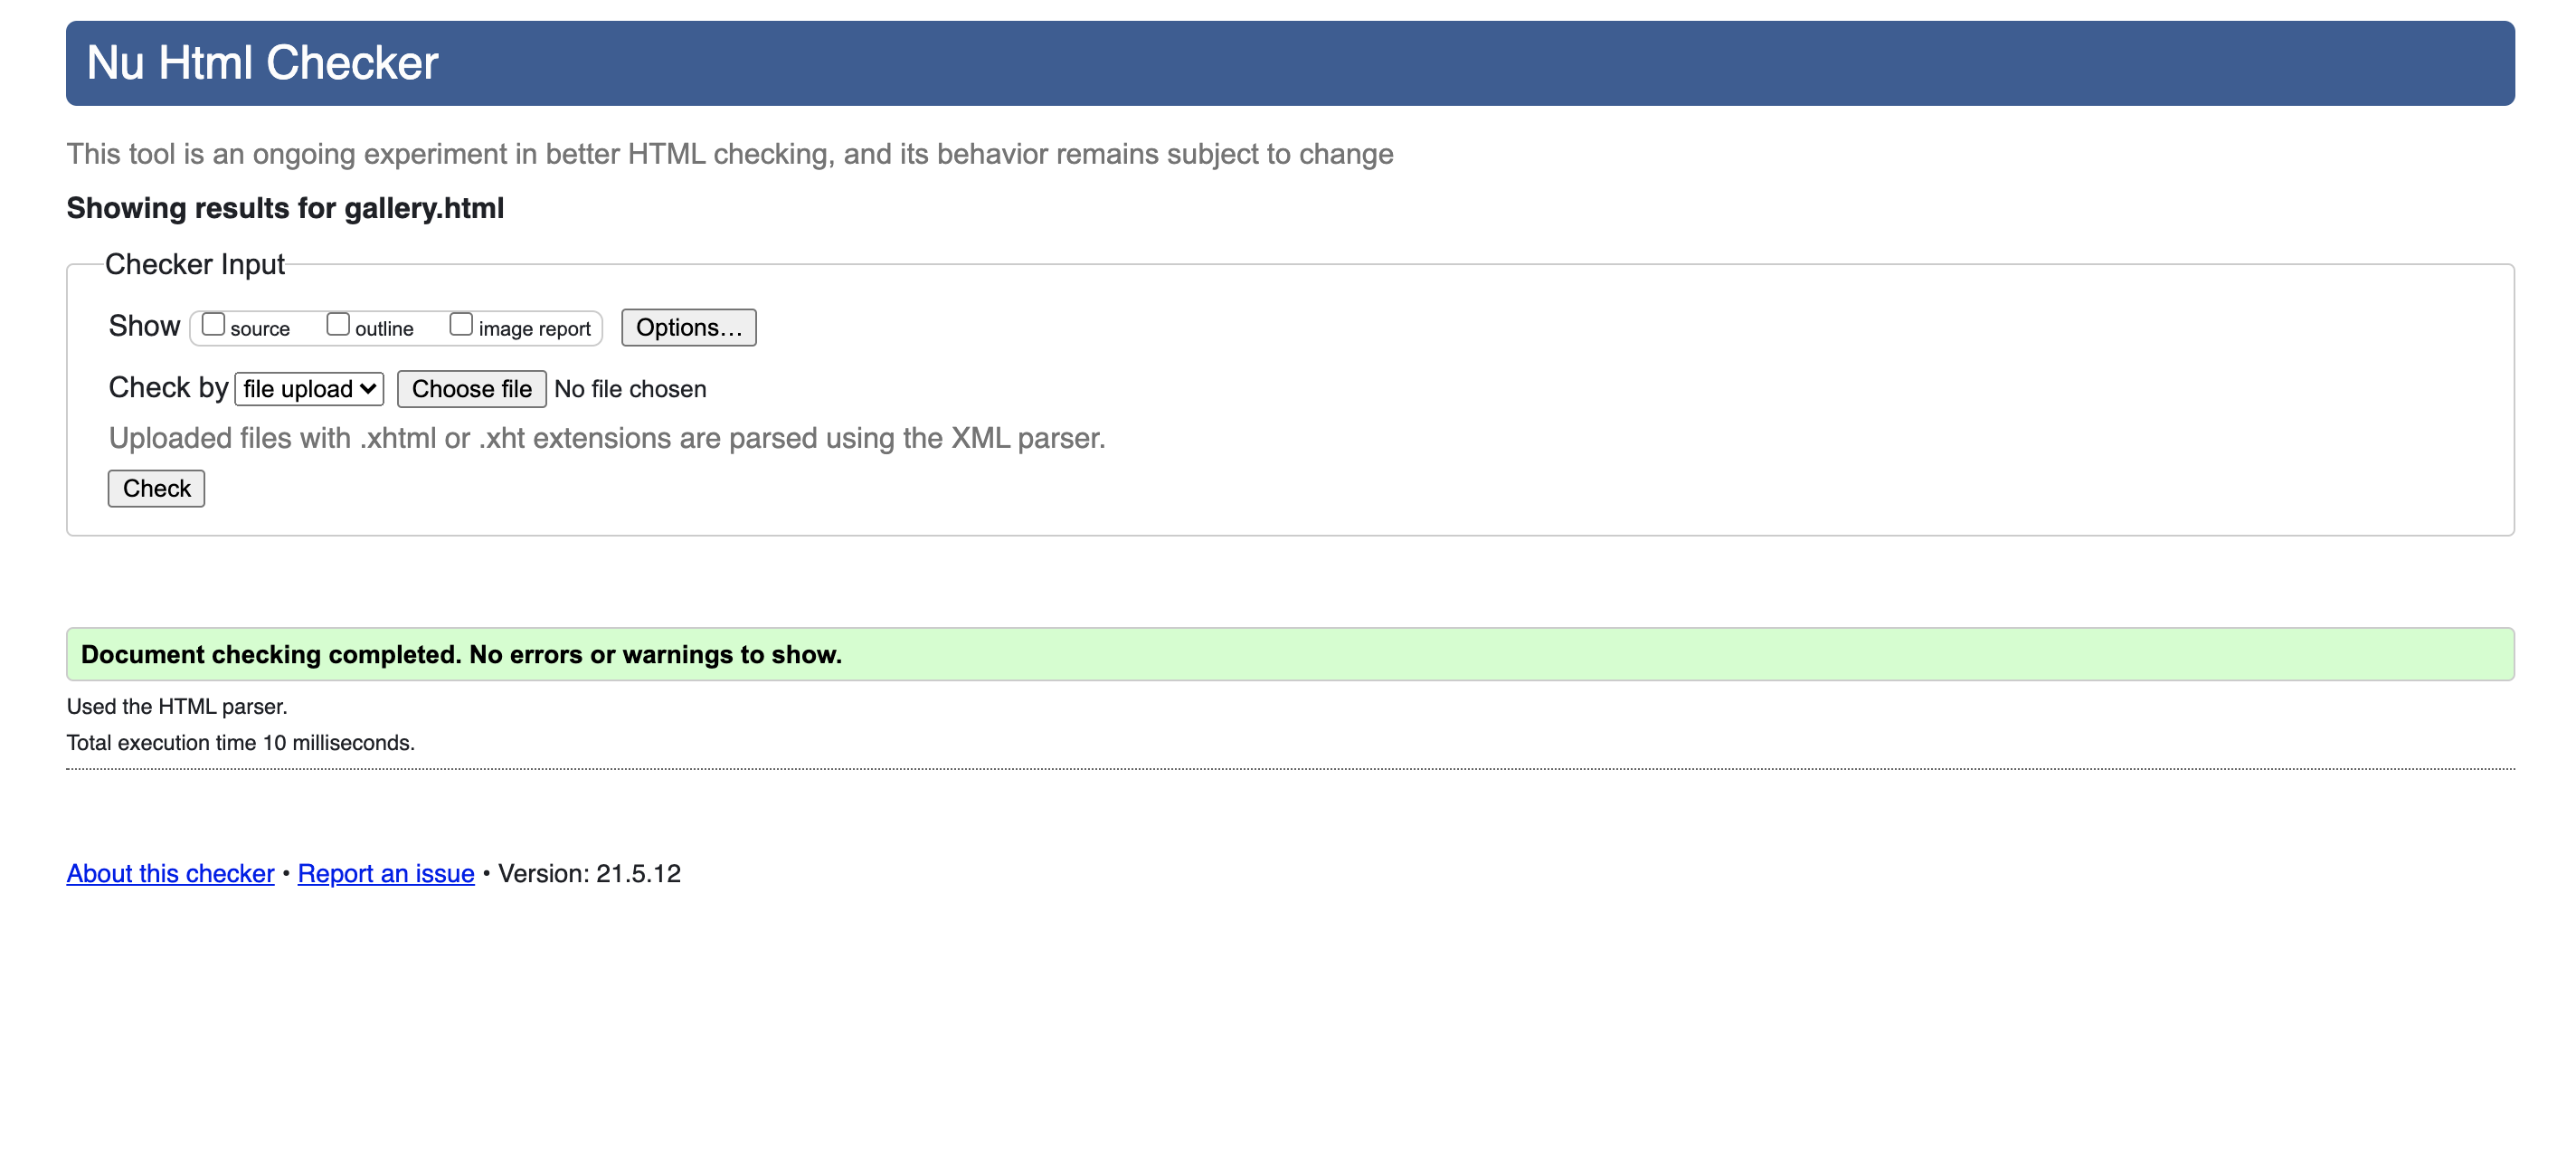 Nu Html Checker
This tool is an ongoing experiment in better HTML checking, and its behavior remains subject to change
Showing results for gallery.html
Checker Input
Show source outline image report Options...
Check by file upload Choose file No file chosen
Uploaded files with .xhtml or .xht extensions are parsed using the XML parser.
Check
Document checking completed. No errors or warnings to show.
Used the HTML parser.
Total execution time 10 milliseconds.
About this checker • Report an issue • Version: 21.5.12